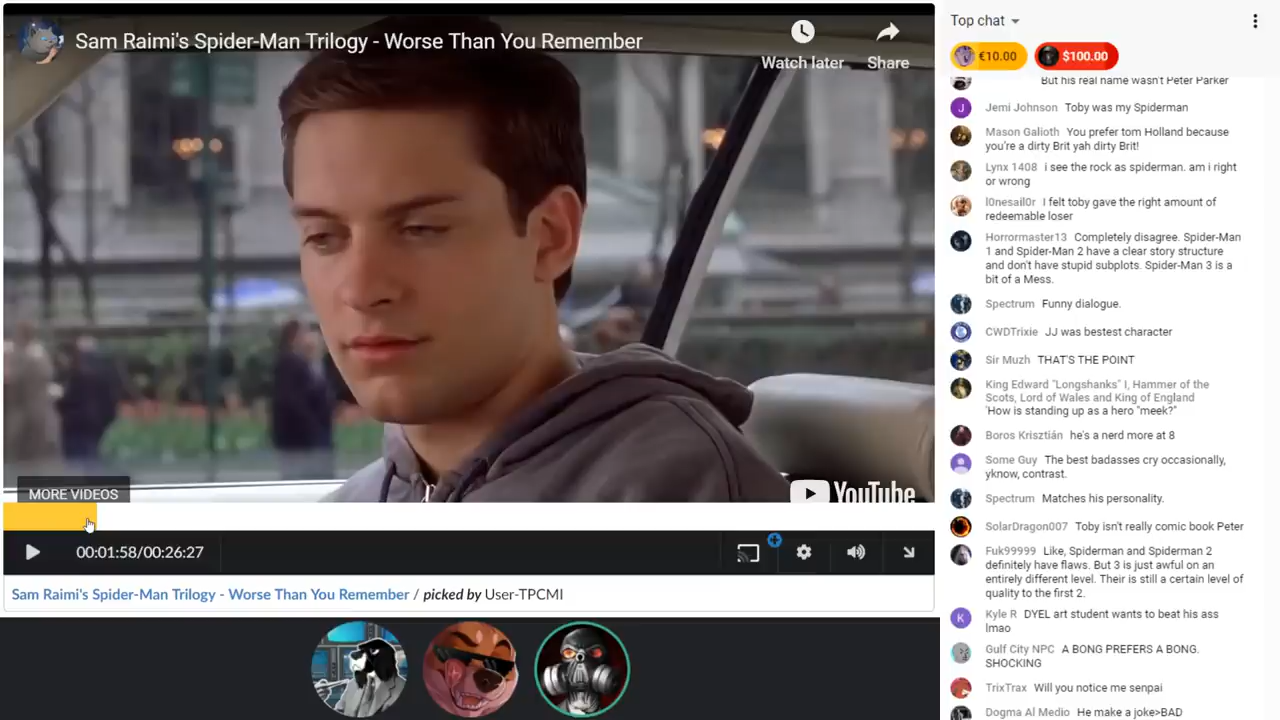 Sam Raimi's Spider-Man Trilogy - Worse Than You Remember
Watch later
Share
MORE VIDEOS
YouTube
00:01:58/00:26:27
Sam Raimi's Spider-Man Trilogy - Worse Than You Remember / picked by User-TPCMI
Top chat
€10.00
$100.00
But his real name wasn't Peter Parker
J
Jemi Johnson Toby was my Spiderman
Mason Galioth You prefer tom Holland because
you're a dirty Brit yah dirty Brit!
Lynx 1408 i see the rock as spiderman. am i right
or wrong
l0nesail0r I felt toby gave the right amount of
redeemable loser
Horrormaster13 Completely disagree. Spider-Man
1 and Spider-Man 2 have a clear story structure
and don't have stupid subplots. Spider-Man 3 is a
bit of a Mess.
Spectrum Funny dialogue.
CWDTrixie JJ was bestest character
Sir Muzh THAT'S THE POINT
King Edward "Longshanks" I, Hammer of the
Scots, Lord of Wales and King of England
'How is standing up as a hero "meek?"
Boros Krisztián he's a nerd more at 8
Some Guy The best badasses cry occasionally,
yknow, contrast.
Spectrum Matches his personality.
SolarDragon007 Toby isn't really comic book Peter
Fuk99999 Like, Spiderman and Spiderman 2
definitely have flaws. But 3 is just awful on an
entirely different level. Their is still a certain level of
quality to the first 2.
K
Kyle R DYEL art student wants to beat his ass
lmao
Gulf City NPC A BONG PREFERS A BONG.
SHOCKING
TrixTrax Will you notice me senpai
Dogma Al Medio He make a joke>BAD